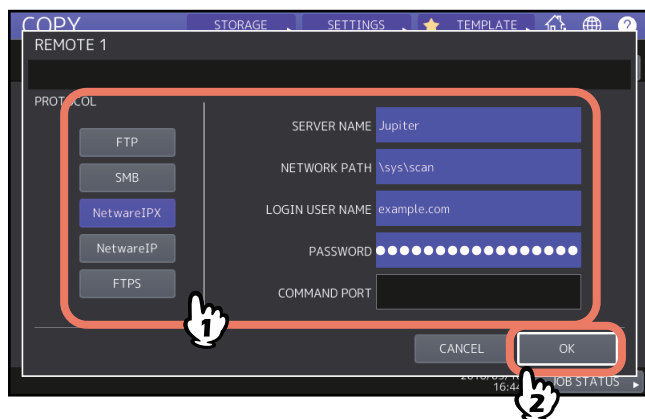 COPY STORAGE SETTINGS TEMPLATE ?
REMOTE 1
PROTOCOL
FTP
SMB
NetwareIPX
NetwareIP
FTPS
SERVER NAME Jupiter
NETWORK PATH \sys\scan
LOGIN USER NAME example.com
PASSWORD ●●●●●●●●●●●●●●●●●
COMMAND PORT
1
CANCEL OK
16:44 JOB STATUS
2